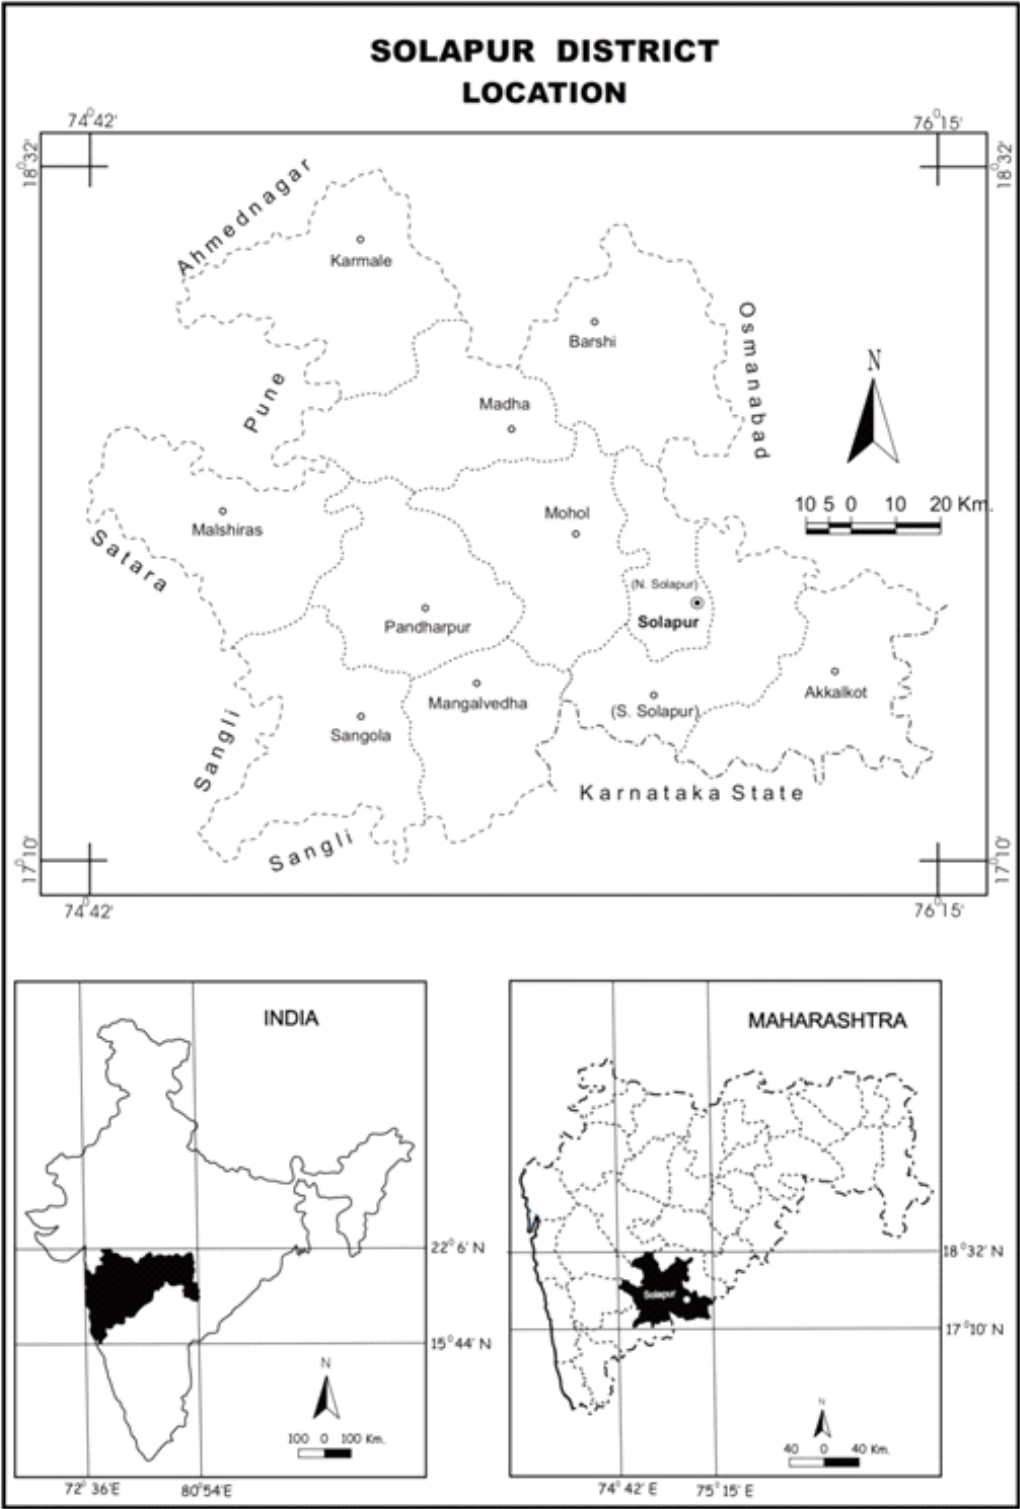 SOLAPUR DISTRICT
LOCATION
74°42'
76°15'
18°32'
18°32'
Ahmednagar
Karmale
Barshi
Osmanabad
Pune
N
Madha
10 5 0 10 20 Km.
Malshiras
Mohol
Satara
(N. Solapur)
Solapur
Pandharpur
Akkalkot
Mangalvedha
(S. Solapur)
Sangola
Sangli
Karnataka State
Sangli
17°10'
17°10'
74°42'
76°15'
INDIA
22°6' N
15°44' N
N
100 0 100 Km.
72°36'E
80°54'E
MAHARASHTRA
18°32' N
Solapur
17°10' N
N
40 0 40 Km.
74°42' E
75°15' E